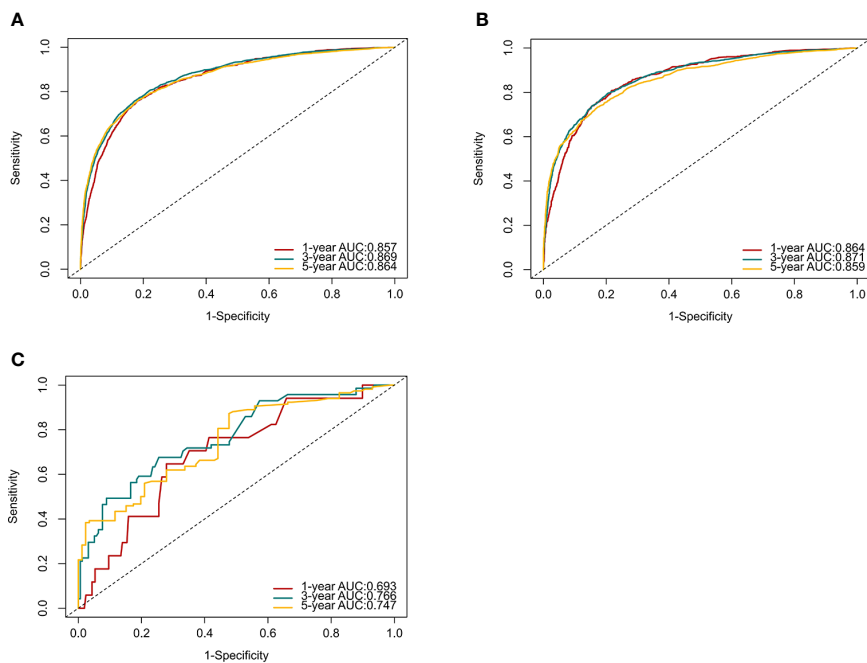 A
1.0
0.8
0.6
0.4
0.2
0.0
Sensitivity
1-year AUC:0.857
3-year AUC:0.869
5-year AUC:0.864
0.0 0.2 0.4 0.6 0.8 1.0
1-Specificity
B
1.0
0.8
0.6
0.4
0.2
0.0
Sensitivity
1-year AUC:0.864
3-year AUC:0.871
5-year AUC:0.859
0.0 0.2 0.4 0.6 0.8 1.0
1-Specificity
C
1.0
0.8
0.6
0.4
0.2
0.0
Sensitivity
1-year AUC:0.693
3-year AUC:0.766
5-year AUC:0.747
0.0 0.2 0.4 0.6 0.8 1.0
1-Specificity